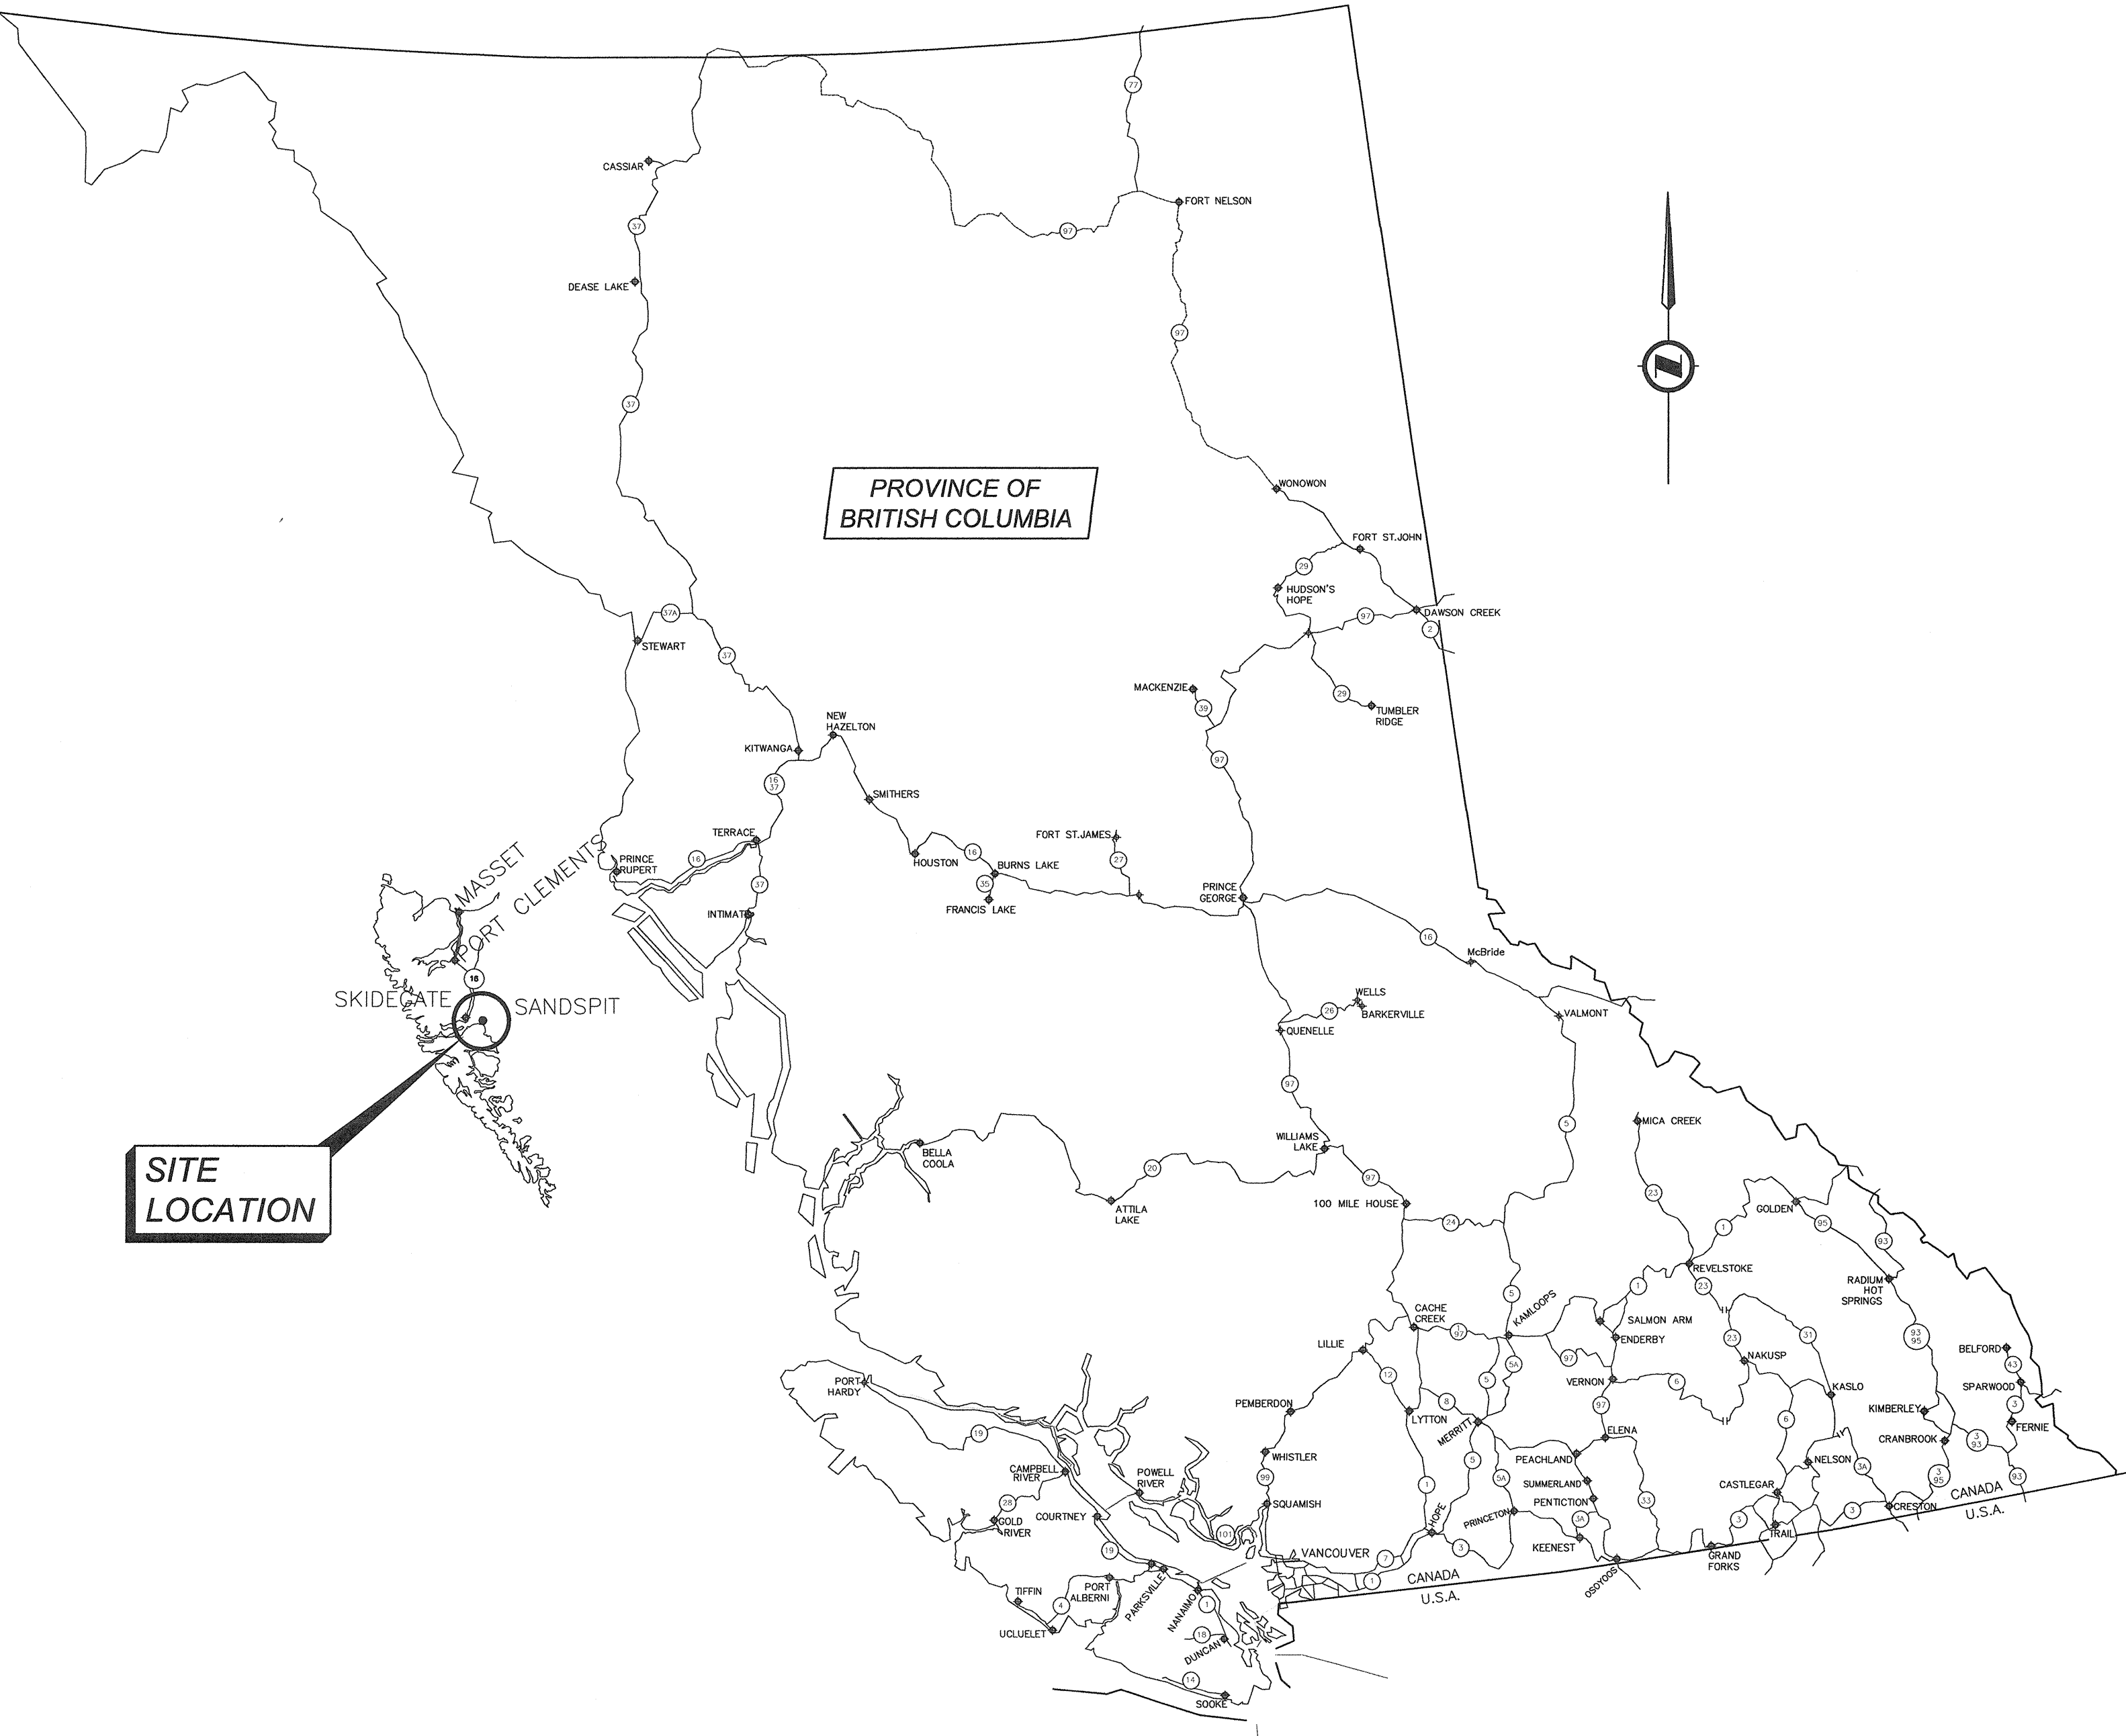 77
CASSIAR
FORT NELSON
37
97
DEASE LAKE
97
37
PROVINCE OF
BRITISH COLUMBIA
WONOWON
FORT ST.JOHN
29
HUDSON'S
HOPE
DAWSON CREEK
37A
97
2
STEWART
37
MACKENZIE
29
39
TUMBLER
RIDGE
NEW
HAZELTON
KITWANGA
97
16
37
SMITHERS
TERRACE
FORT ST.JAMES
MASSET
PORT CLEMENTS
PRINCE
RUPERT
16
HOUSTON
16
BURNS LAKE
27
37
35
PRINCE
GEORGE
INTIMAT
FRANCIS LAKE
16
McBride
16
SKIDEGATE
SANDSPIT
WELLS
26
BARKERVILLE
VALMONT
QUENELLE
97
MICA CREEK
5
WILLIAMS
LAKE
BELLA
COOLA
20
97
SITE
LOCATION
23
100 MILE HOUSE
ATTILA
LAKE
24
GOLDEN
1
95
93
REVELSTOKE
23
1
RADIUM
HOT
SPRINGS
5
CACHE
CREEK
KAMLOOPS
SALMON ARM
1
97
LILLIE
ENDERBY
23
31
93
95
BELFORD
97
NAKUSP
5A
43
12
5
VERNON
6
SPARWOOD
PORT
HARDY
KASLO
8
PEMBERDON
LYTTON
97
KIMBERLEY
3
FERNIE
MERRITT
6
19
ELENA
CRANBROOK
3
93
WHISTLER
PEACHLAND
5
NELSON
3A
CAMPBELL
RIVER
POWELL
RIVER
99
5A
SUMMERLAND
3
95
93
1
CASTLEGAR
28
SQUAMISH
PENTICTION
33
CRESTON
CANADA
U.S.A.
GOLD
RIVER
COURTNEY
HOPE
PRINCETON
3A
3
3
101
TRAIL
19
VANCOUVER
7
3
KEENEST
GRAND
FORKS
1
CANADA
U.S.A.
OSOYOOS
PORT
ALBERNI
PARKSVILLE
TIFFIN
4
NANAIMO
1
UCLUELET
18
DUNCAN
14
SOOKE